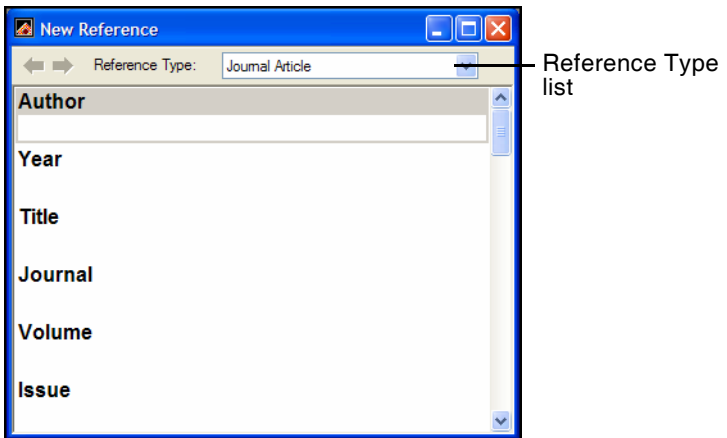 New Reference
Reference Type: Journal Article
Reference Type
list
Author
Year
Title
Journal
Volume
Issue